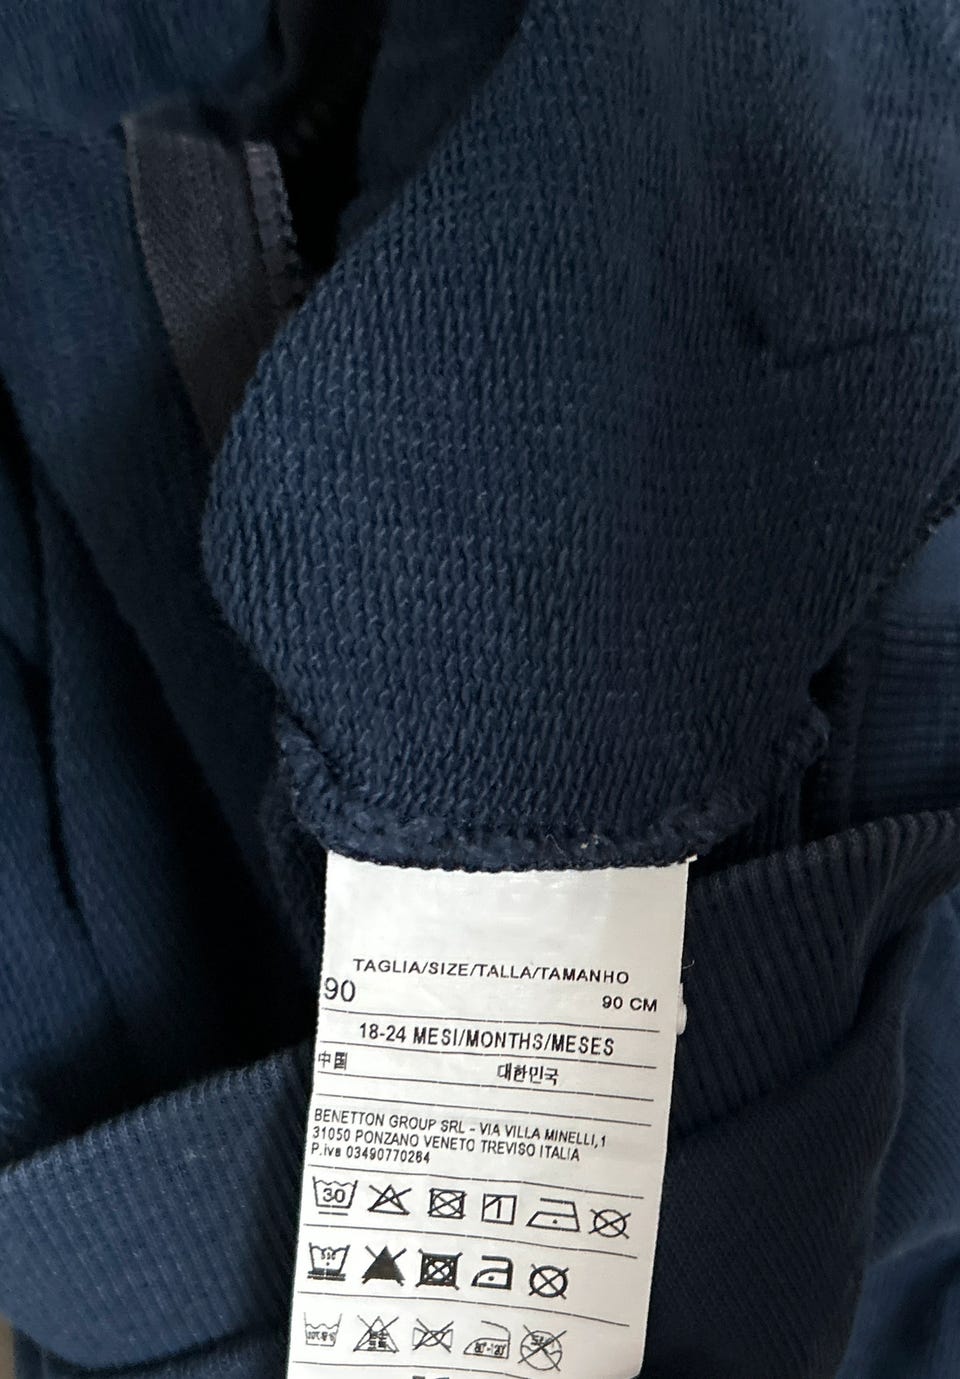 TAGLIA/SIZE/TALLA/TAMANHO
90 90 CM
18-24 MESI/MONTHS/MESES
中国 대한민국
BENETTON GROUP SRL - VIA VILLA MINELLI,1
31050 PONZANO VENETO TREVISO ITALIA
P.iva 03490770264
30